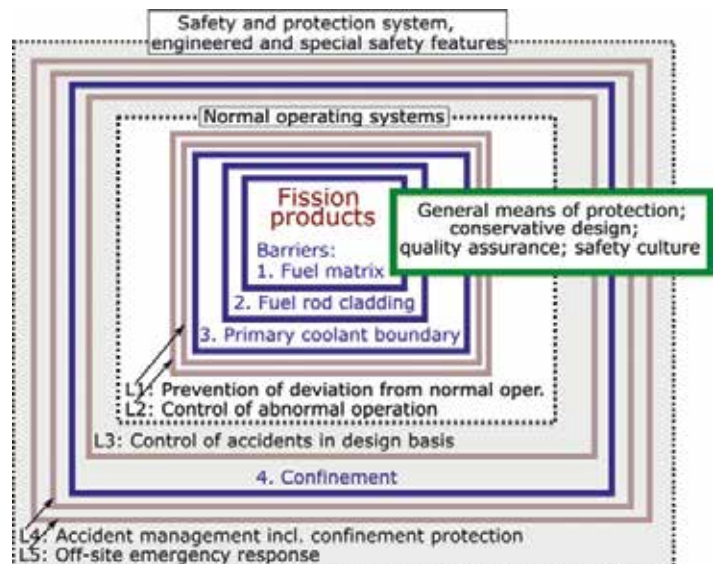 Safety and protection system,
engineered and special safety features
Normal operating systems
Fission
products
Barriers:
1. Fuel matrix
2. Fuel rod cladding
3. Primary coolant boundary
General means of protection;
conservative design;
quality assurance; safety culture
L1: Prevention of deviation from normal oper.
L2: Control of abnormal operation
L3: Control of accidents in design basis
4. Confinement
L4: Accident management incl. confinement protection
L5: Off-site emergency response